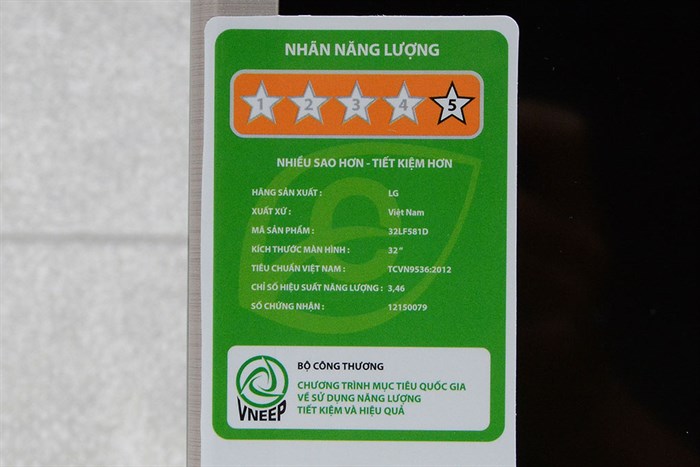 NHÃN NĂNG LƯỢNG
1 2 3 4 5
NHIỀU SAO HƠN - TIẾT KIỆM HƠN
HÃNG SẢN XUẤT : LG
XUẤT XỨ : Việt Nam
MÃ SẢN PHẨM : 32LF581D
KÍCH THƯỚC MÀN HÌNH : 32"
TIÊU CHUẨN VIỆT NAM : TCVN9536:2012
CHỈ SỐ HIỆU SUẤT NĂNG LƯỢNG : 3,46
SỐ CHỨNG NHẬN : 12150079
BỘ CÔNG THƯƠNG
CHƯƠNG TRÌNH MỤC TIÊU QUỐC GIA
VỀ SỬ DỤNG NĂNG LƯỢNG
TIẾT KIỆM VÀ HIỆU QUẢ
VNEEP